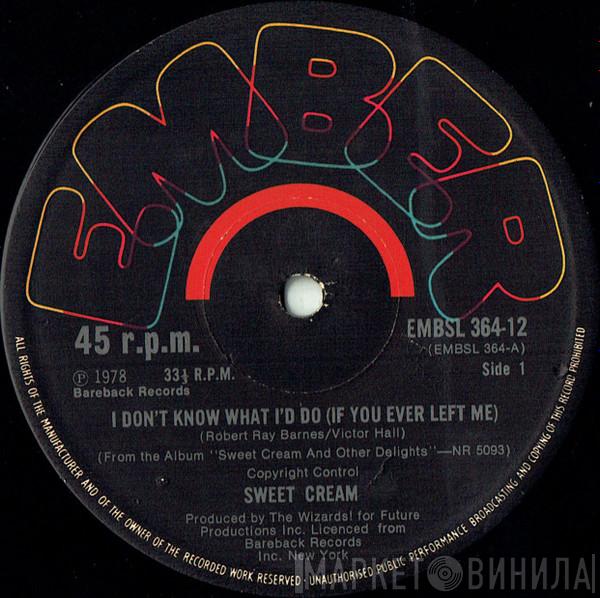 EMBER
45 r.p.m.
℗ 1978 33⅓ R.P.M.
Bareback Records
EMBSL 364-12
(EMBSL 364-A)
Side 1
I DON'T KNOW WHAT I'D DO (IF YOU EVER LEFT ME)
(Robert Ray Barnes/Victor Hall)
(From the Album "Sweet Cream And Other Delights"—NR 5093)
Copyright Control
SWEET CREAM
Produced by The Wizards! for Future
Productions Inc. Licenced from
Bareback Records
Inc. New York
ALL RIGHTS OF THE MANUFACTURER AND OF THE OWNER OF THE RECORDED WORK RESERVED · UNAUTHORISED PUBLIC PERFORMANCE BROADCASTING AND COPYING OF THIS RECORD PROHIBITED
МАРКЕТ ВИНИЛА